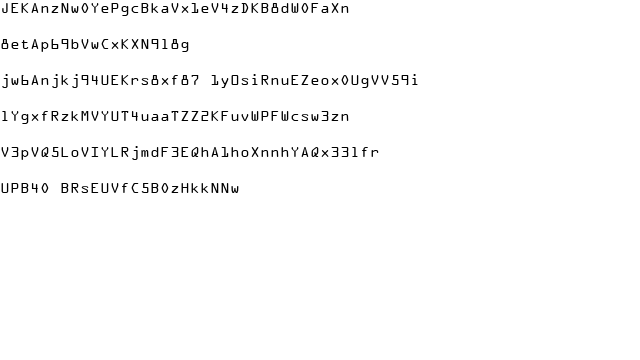 JEKAnzNw0YePgcBkaVx1eV4zDKB8dW0FaXn
8etAp69bVwCxKXN9l8g
jw6Anjkj94UEKrs8xf87 1yOsiRnuEZeox0UgVV59i
lYgxfRzkMVYUT4uaaTZZ2KFuvWPFWcsw3zn
V3pVQ5LoVIYLRjmdF3EQhA1hoXnnhYAQx33lfr
UPB40 BRsEUVfC5B0zHkkNNw